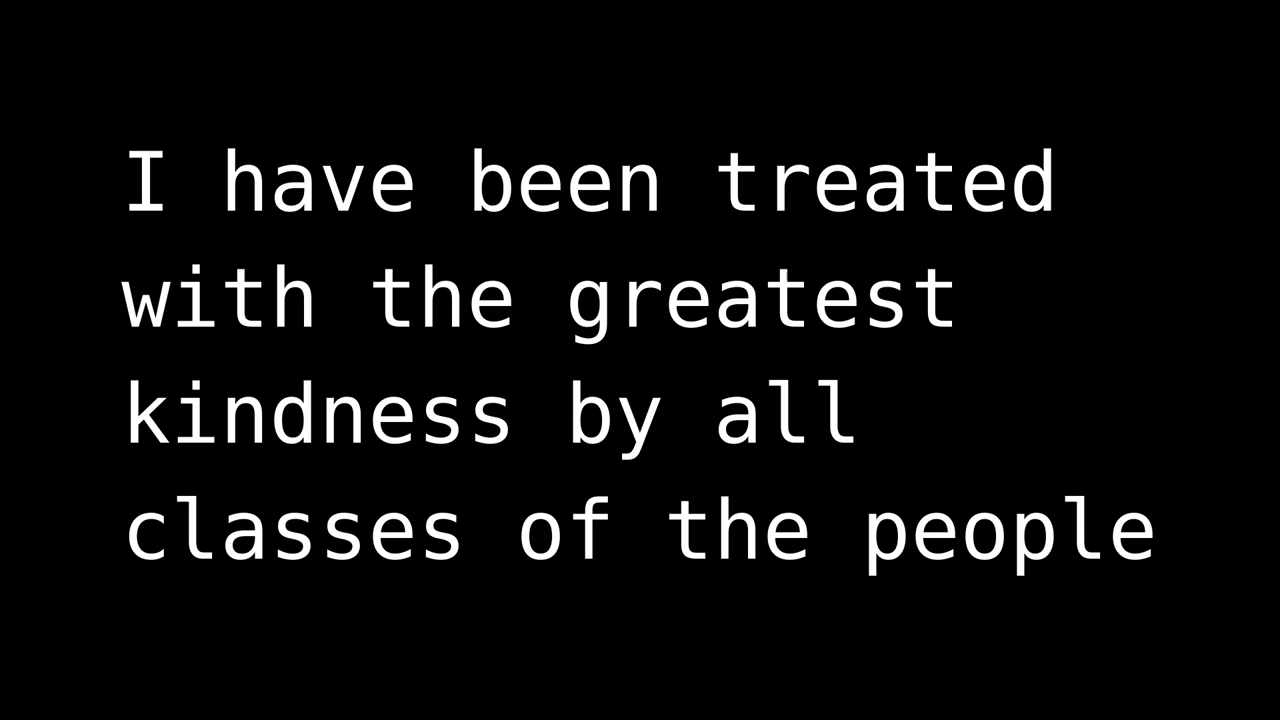 I have been treated
with the greatest
kindness by all
classes of the people